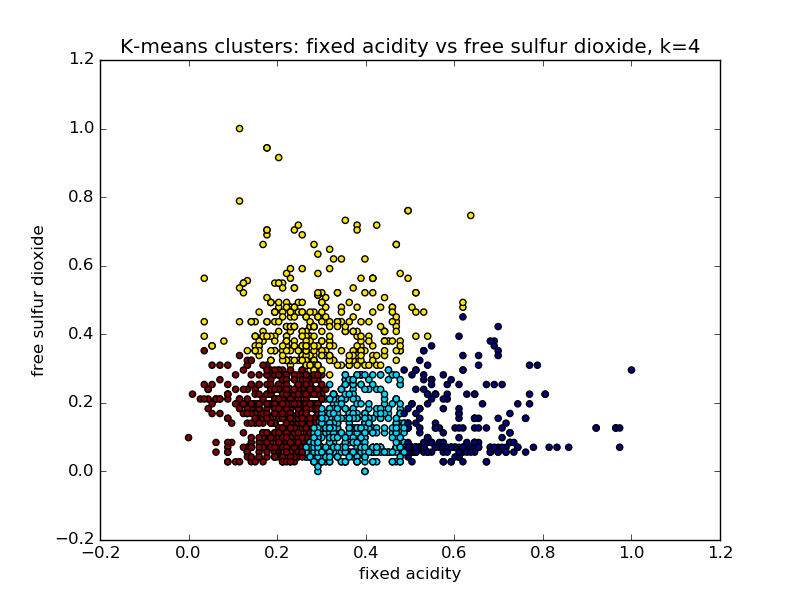 K-means clusters: fixed acidity vs free sulfur dioxide, k=4
1.2
1.0
0.8
0.6
0.4
0.2
0.0
−0.2
free sulfur dioxide
−0.2 0.0 0.2 0.4 0.6 0.8 1.0 1.2
fixed acidity